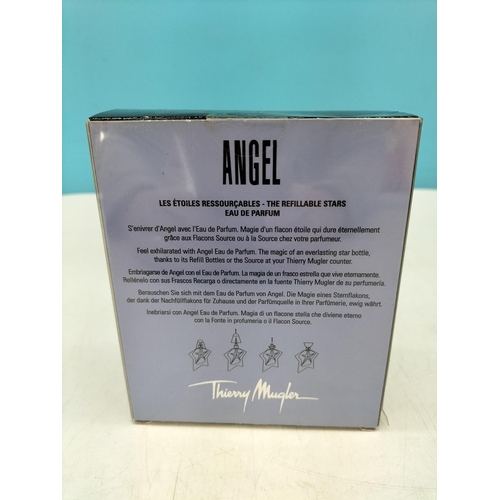 ANGEL
LES ÉTOILES RESSOURÇABLES - THE REFILLABLE STARS
EAU DE PARFUM
S'enivrer d'Angel avec l'Eau de Parfum. Magie d'un flacon étoile qui dure éternellement
grâce aux Flacons Source ou à la Source chez votre parfumeur.
Feel exhilarated with Angel Eau de Parfum. The magic of an everlasting star bottle,
thanks to its Refill Bottles or the Source at your Thierry Mugler counter.
Embriagarse de Angel con el Eau de Parfum. La magia de un frasco estrella que vive eternamente.
Rellénelo con sus Frascos Recarga o directamente en la fuente Thierry Mugler de su perfumería.
Berauschen Sie sich mit dem Eau de Parfum von Angel. Die Magie eines Sternflakons,
der dank der Nachfüllflakons für Zuhause und der Parfümquelle in Ihrer Parfümerie, ewig währt.
Inebriarsi con Angel Eau de Parfum. Magia di un flacone stella che diviene eterno
con la Fonte in profumeria o il Flacon Source.
Thierry Mugler